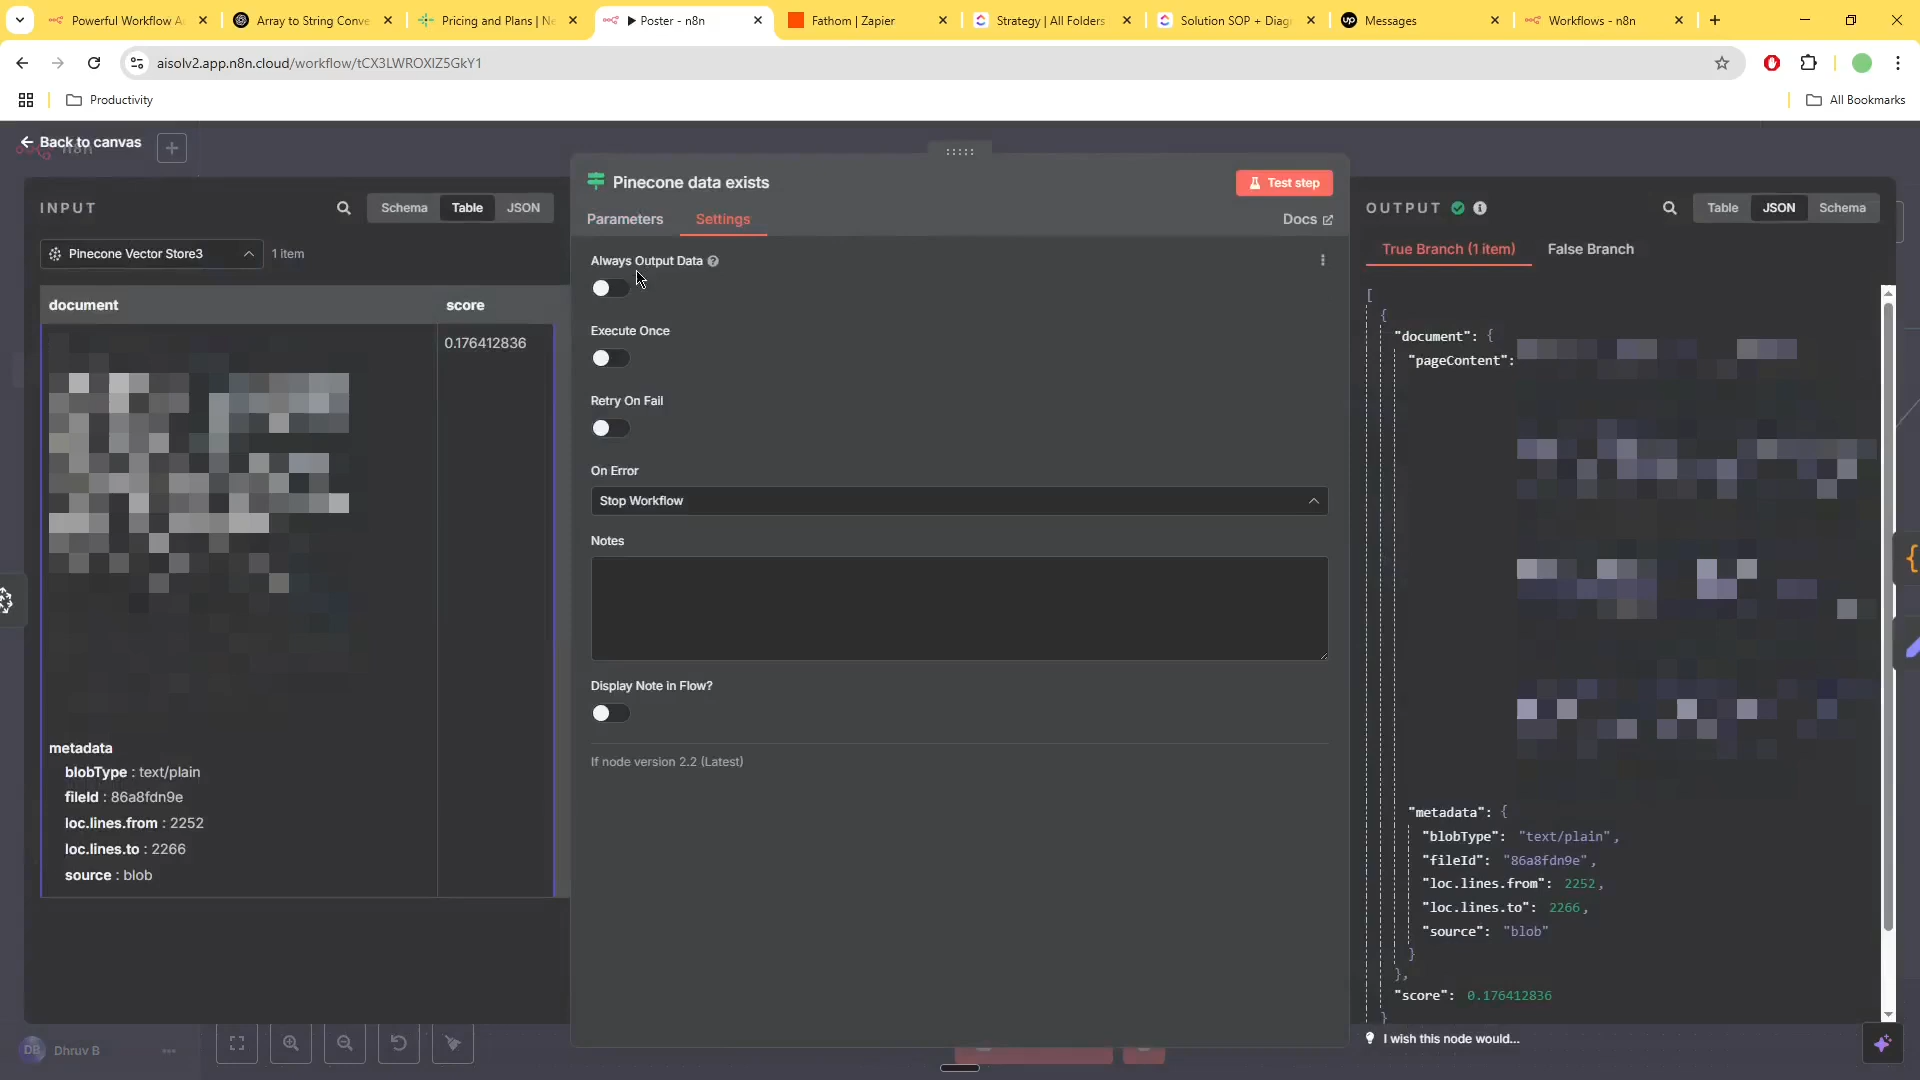 Powerful Workflow A
Array to String Conve
Pricing and Plans | Ne
Poster - n8n
Fathom | Zapier
Strategy | All Folders
Solution SOP + Diag
Messages
Workflows - n8n
aisolv2.app.n8n.cloud/workflow/tCX3LWROXIZ5GkY1
Productivity
All Bookmarks
Back to canvas
n8n
Pinecone data exists
Test step
INPUT
Schema
Table
JSON
OUTPUT
Table
JSON
Schema
Parameters
Settings
Docs
Pinecone Vector Store3
1 item
True Branch (1 item)
False Branch
Always Output Data
document
score
0.176412836
Execute Once
Retry On Fail
On Error
Stop Workflow
Notes
Display Note in Flow?
If node version 2.2 (Latest)
metadata
blobType : text/plain
fileId : 86a8fdn9e
loc.lines.from : 2252
loc.lines.to : 2266
source : blob
[
{
"document": {
"pageContent":
"metadata": {
"blobType": "text/plain",
"fileId": "86a8fdn9e",
"loc.lines.from": 2252,
"loc.lines.to": 2266,
"source": "blob"
}
},
"score": 0.176412836
}
I wish this node would...
DB
Dhruv B